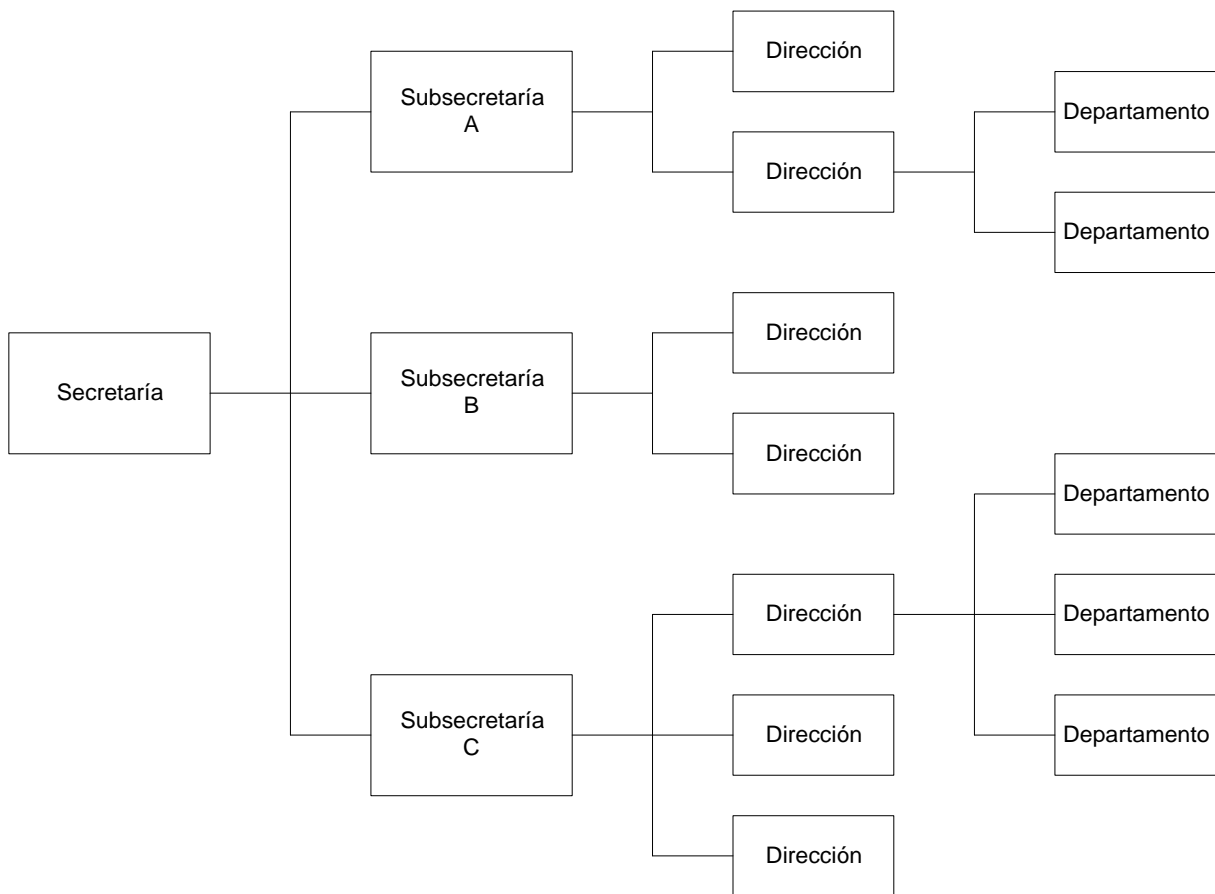 Secretaría
Subsecretaría
A
Dirección
Dirección
Departamento
Departamento
Subsecretaría
B
Dirección
Dirección
Subsecretaría
C
Dirección
Departamento
Departamento
Departamento
Dirección
Dirección